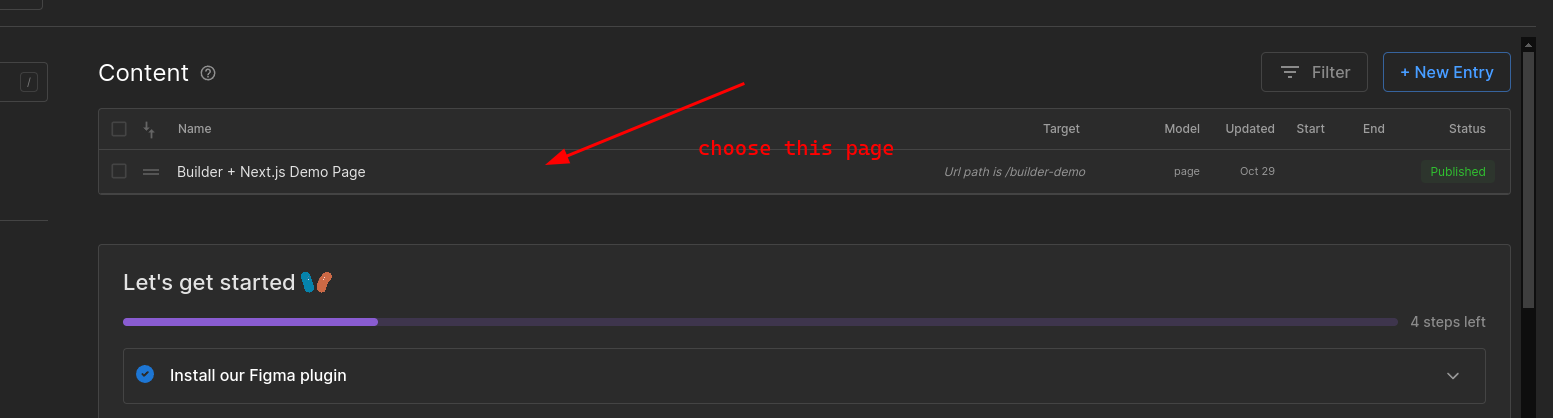 /
Content ?
Filter
+ New Entry
Name Target Model Updated Start End Status
choose this page
Builder + Next.js Demo Page Url path is /builder-demo page Oct 29 Published
Let's get started
4 steps left
Install our Figma plugin